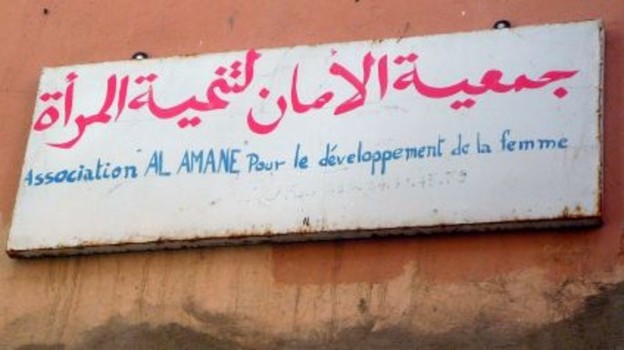 جمعية الأمان لتنمية المرأة
Association "AL AMANE" Pour le développement de la femme